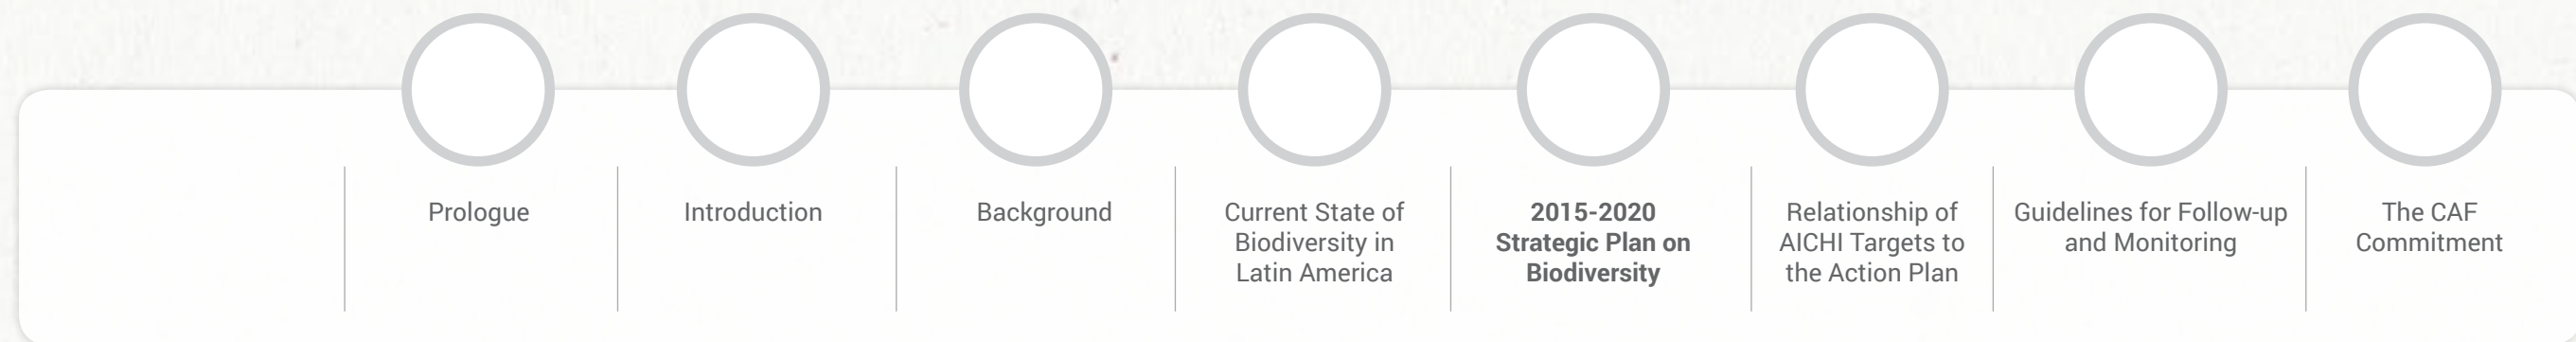 Prologue
Introduction
Background
Current State of
Biodiversity in
Latin America
2015-2020
Strategic Plan on
Biodiversity
Relationship of
AICHI Targets to
the Action Plan
Guidelines for Follow-up
and Monitoring
The CAF
Commitment